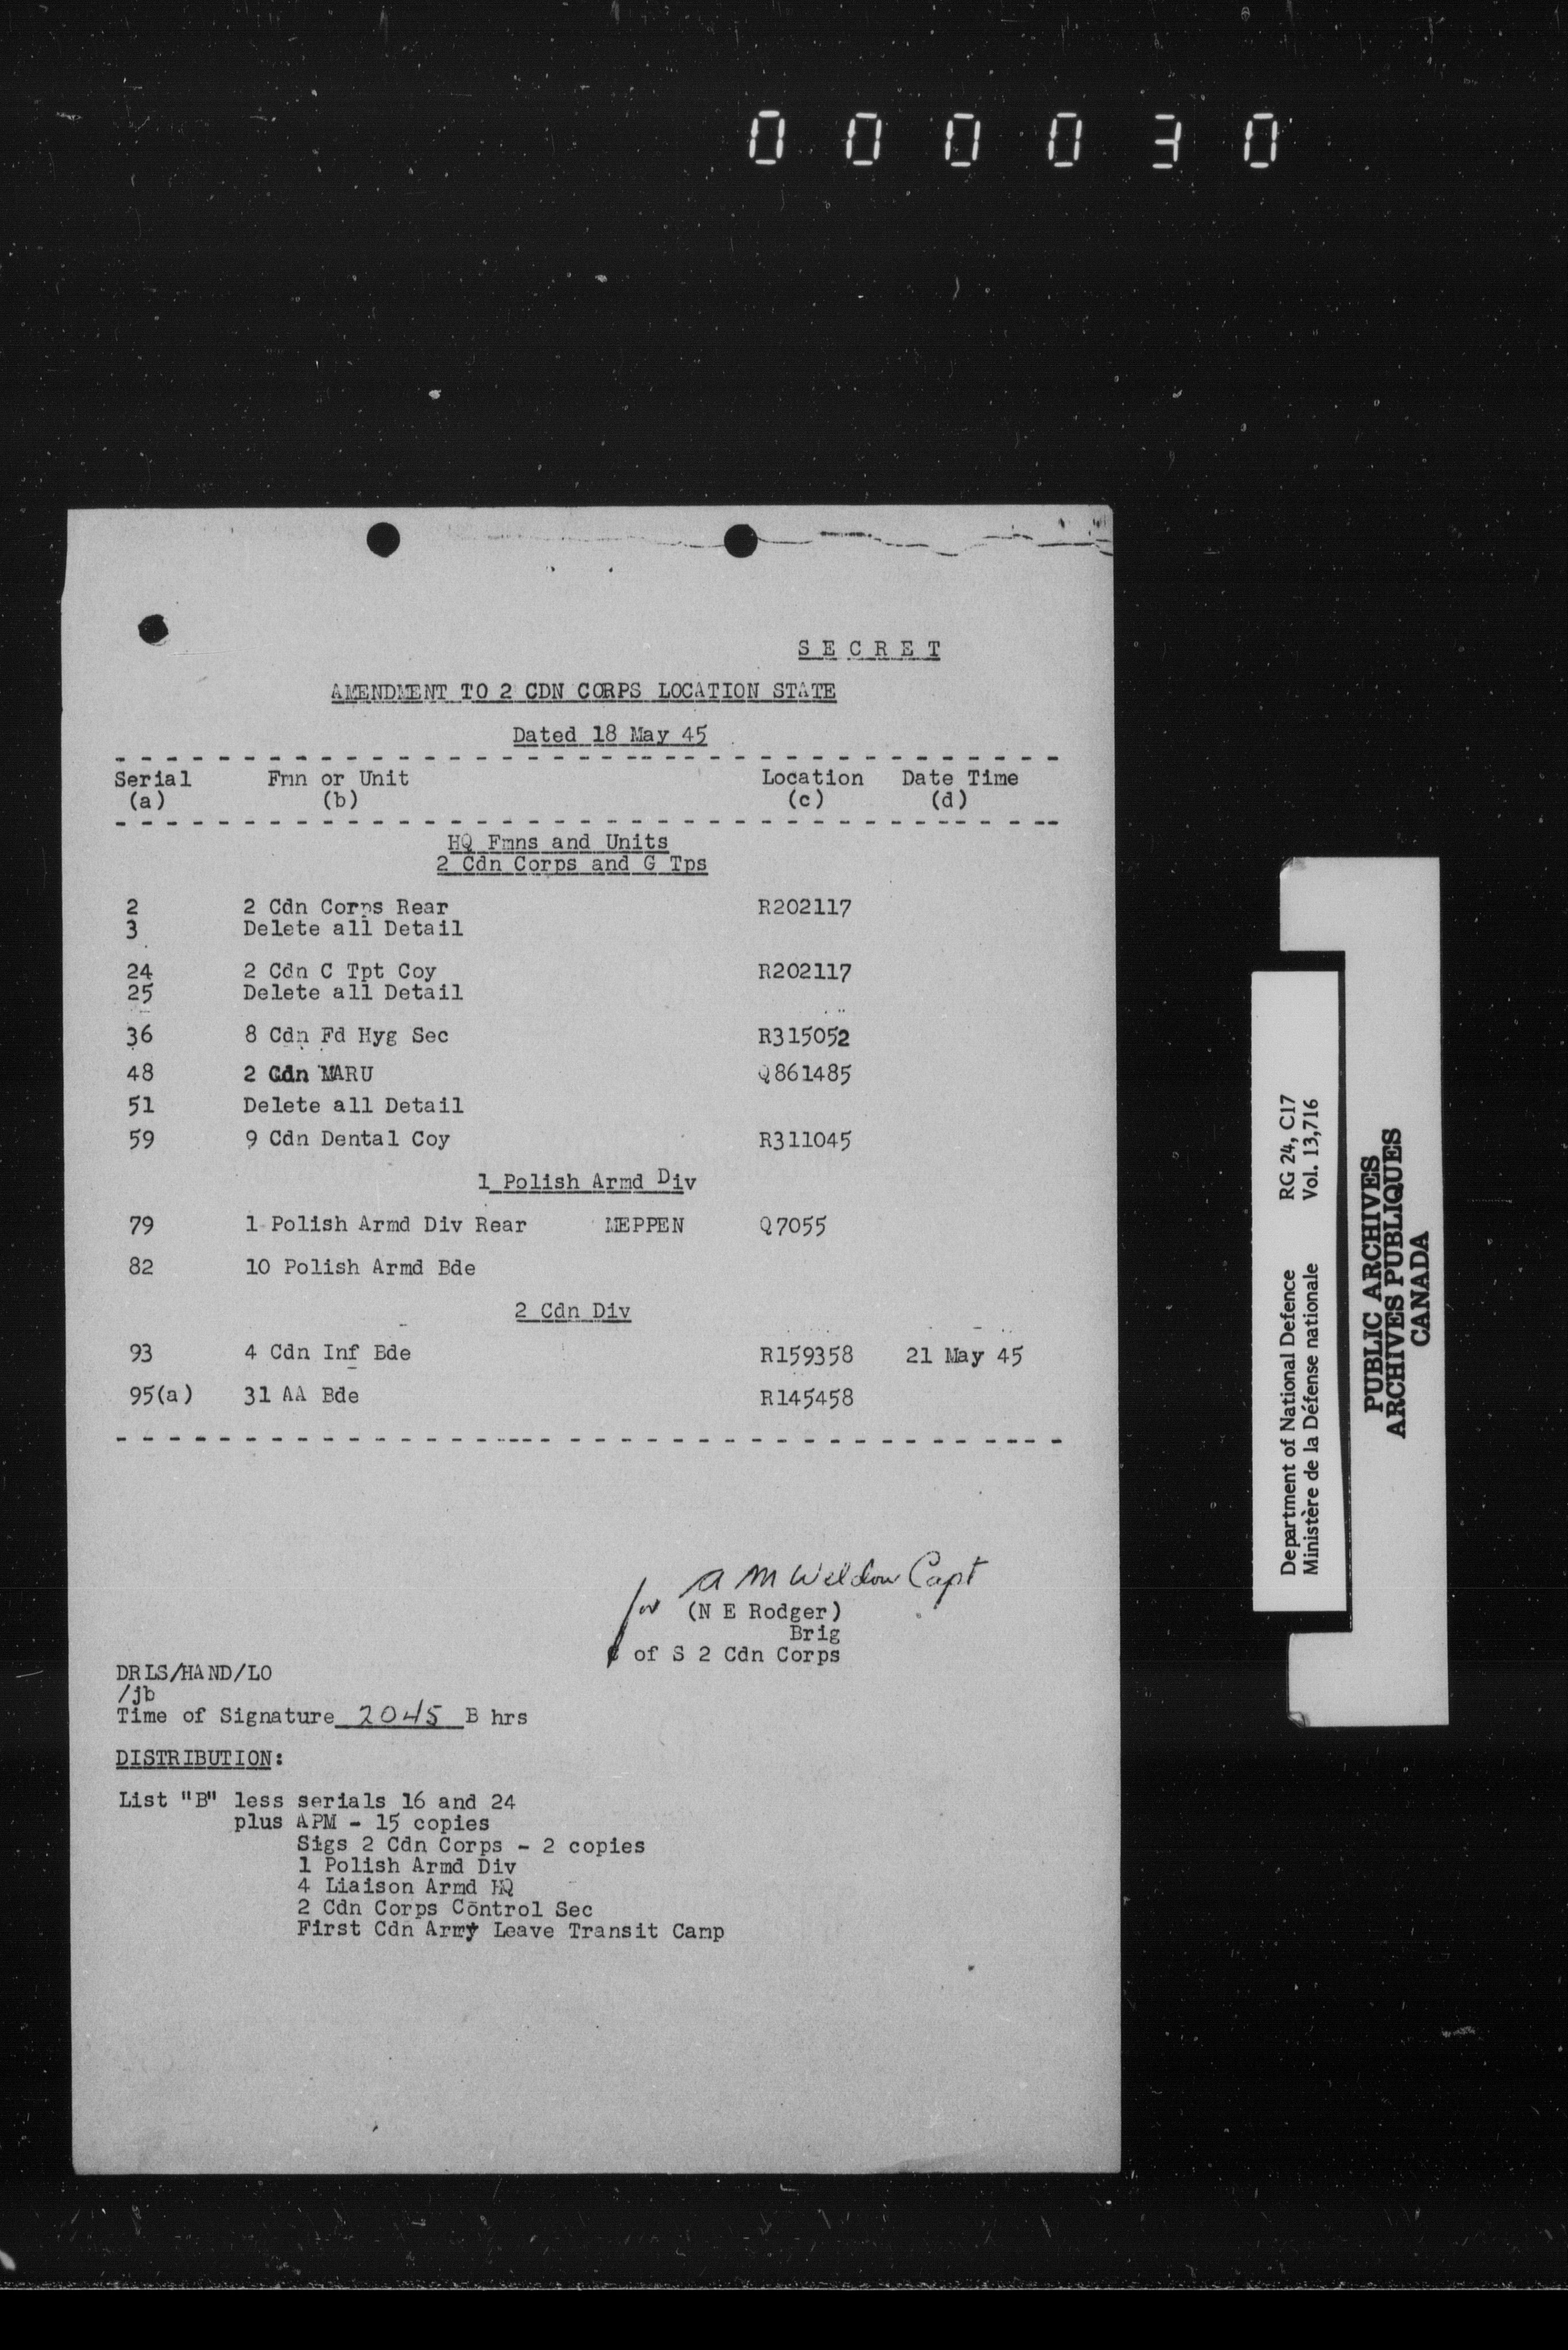 000030
SECRET
AMENDMENT TO 2 CDN CORPS LOCATION STATE
Dated 18 May 45
Serial Fmn or Unit Location Date Time
(a) (b) (c) (d)
HQ Fmns and Units
2 Cdn Corps and G Tps
2 2 Cdn Corps Rear R202117
3 Delete all Detail
24 2 Cdn C Tpt Coy R202117
25 Delete all Detail
36 8 Cdn Fd Hyg Sec R315052
48 2 Cdn MARU Q861485
51 Delete all Detail
59 9 Cdn Dental Coy R311045
1 Polish Armd Div
79 1 Polish Armd Div Rear MEPPEN Q7055
82 10 Polish Armd Bde
2 Cdn Div
93 4 Cdn Inf Bde R159358 21 May 45
95(a) 31 AA Bde R145458
A M Weldon Capt
for (N E Rodger)
Brig
C of S 2 Cdn Corps
DRLS/HAND/LO
/jb
Time of Signature 2045 B hrs
DISTRIBUTION:
List "B" less serials 16 and 24
plus APM - 15 copies
Sigs 2 Cdn Corps - 2 copies
1 Polish Armd Div
4 Liaison Armd HQ
2 Cdn Corps Control Sec
First Cdn Army Leave Transit Camp
Department of National Defence RG 24, C17
Ministère de la Défense nationale Vol. 13,716
PUBLIC ARCHIVES
ARCHIVES PUBLIQUES
CANADA